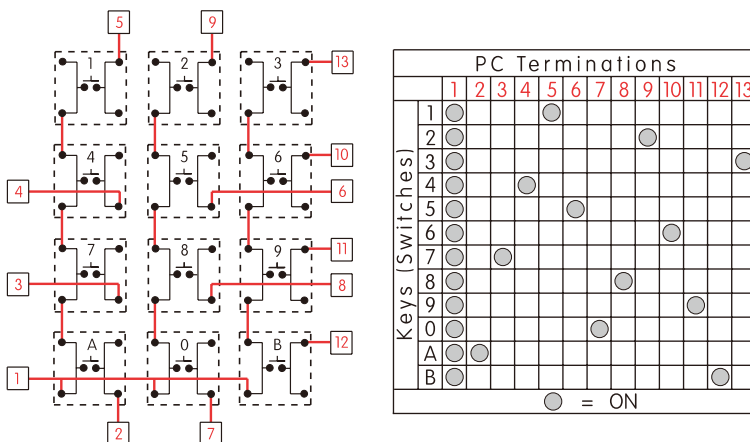 5 9
1 2 3 13
4 5 6 10
4 6
7 8 9 11
3 8
A 0 B 12
1
2 7
PC Terminations
1 2 3 4 5 6 7 8 9 10 11 12 13
Keys (Switches)
1
2
3
4
5
6
7
8
9
0
A
B
= ON